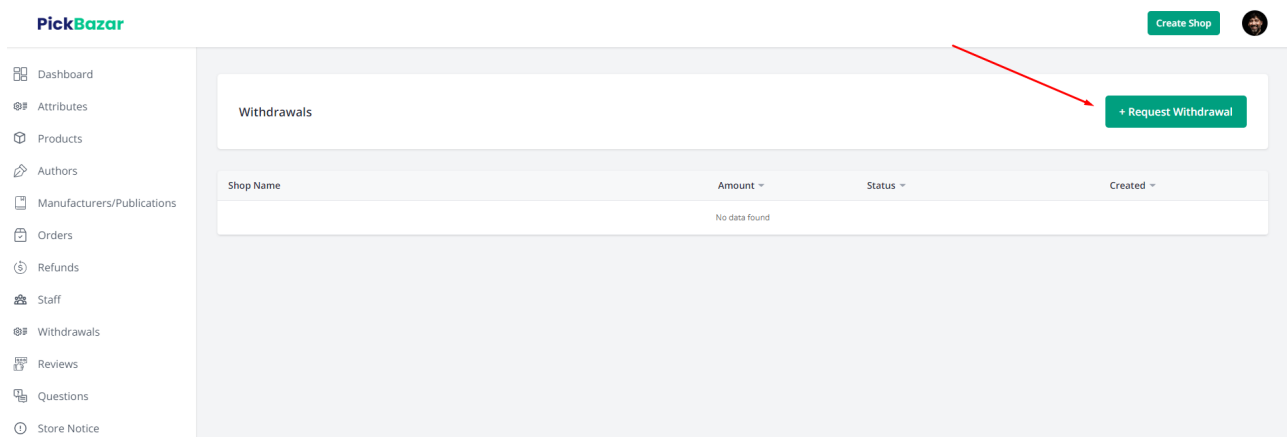 PickBazar
Create Shop
Dashboard
Attributes
Products
Authors
Manufacturers/Publications
Orders
Refunds
Staff
Withdrawals
Reviews
Questions
Store Notice
Withdrawals
+ Request Withdrawal
Shop Name Amount Status Created
No data found